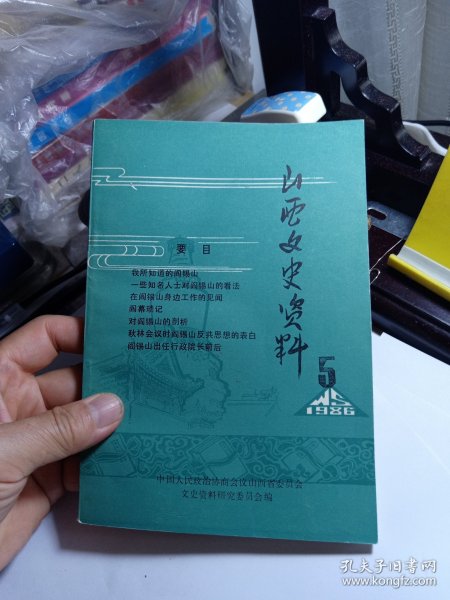 山西文史资料
要目
我所知道的阎锡山
一些知名人士对阎锡山的看法
在阎锡山身边工作的见闻
阎幕琐记
对阎锡山的剖析
秋林会议时阎锡山反共思想的表白
阎锡山出任行政院长前后
5
WS
1986
中国人民政治协商会议山西省委员会
文史资料研究委员会编
孔夫子旧书网
www.kongfz.com